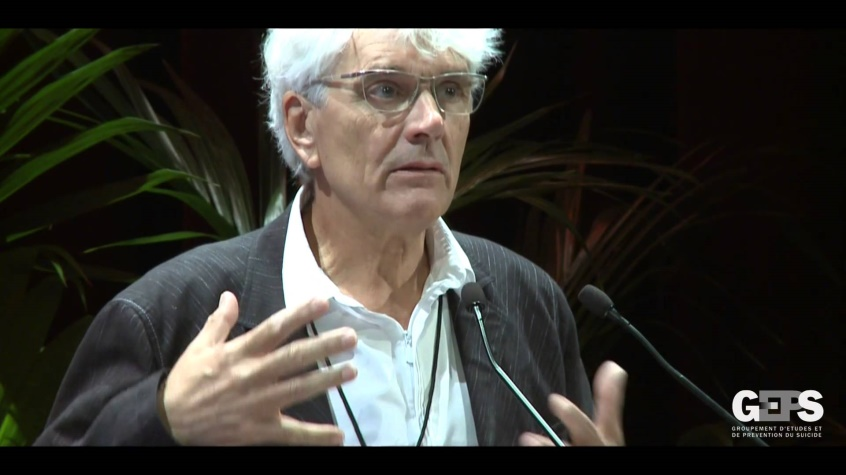 GEPS
GROUPEMENT D'ETUDES ET
DE PREVENTION DU SUICIDE